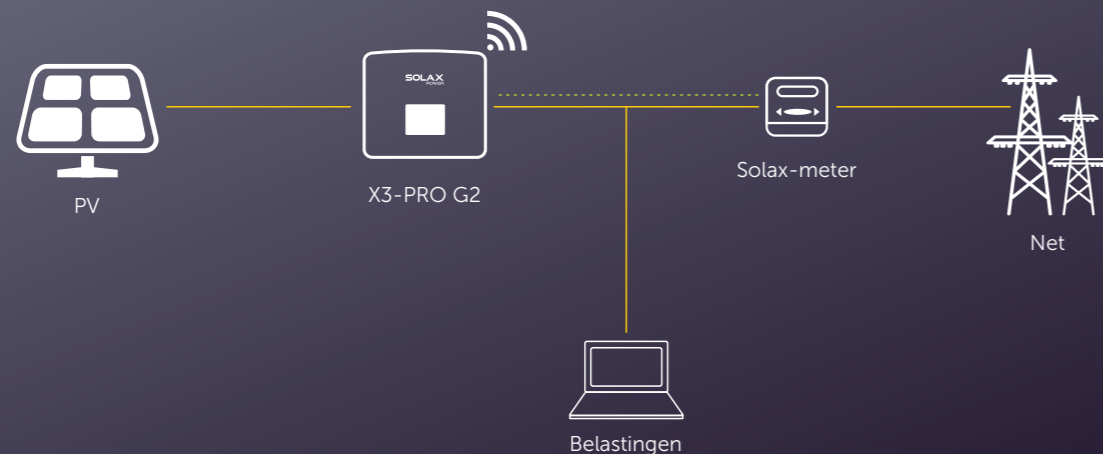 SOLAX
POWER
X3-PRO G2
Solax-meter
PV
Net
Belastingen